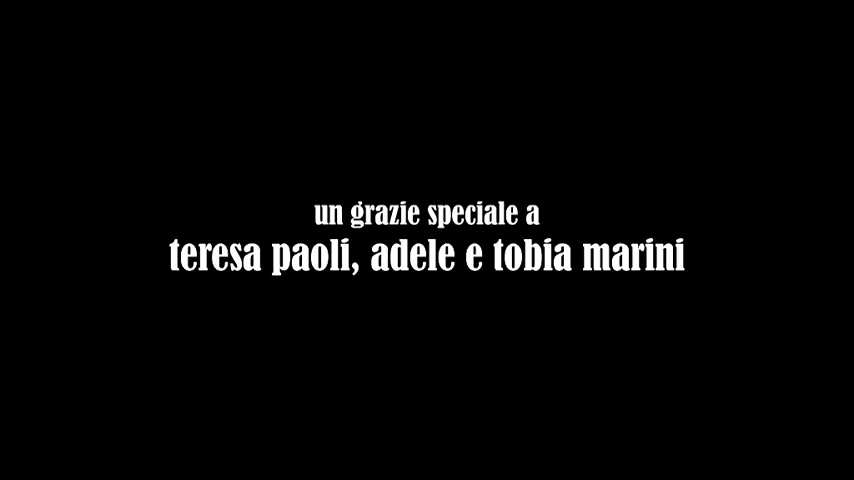 un grazie speciale a
teresa paoli, adele e tobia marini